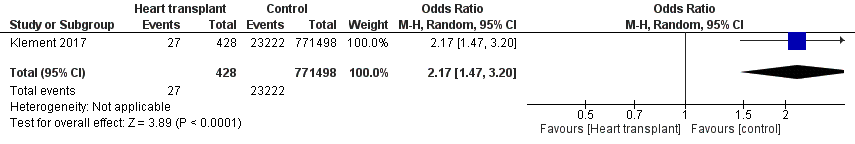 Heart transplant Control Odds Ratio Odds Ratio
Study or Subgroup Events Total Events Total Weight M-H, Random, 95% CI M-H, Random, 95% CI
Klement 2017 27 428 23222 771498 100.0% 2.17 [1.47, 3.20]
Total (95% CI) 428 771498 100.0% 2.17 [1.47, 3.20]
Total events 27 23222
Heterogeneity: Not applicable
Test for overall effect: Z = 3.89 (P < 0.0001)
0.5 0.7 1 1.5 2
Favours [Heart transplant] Favours [control]